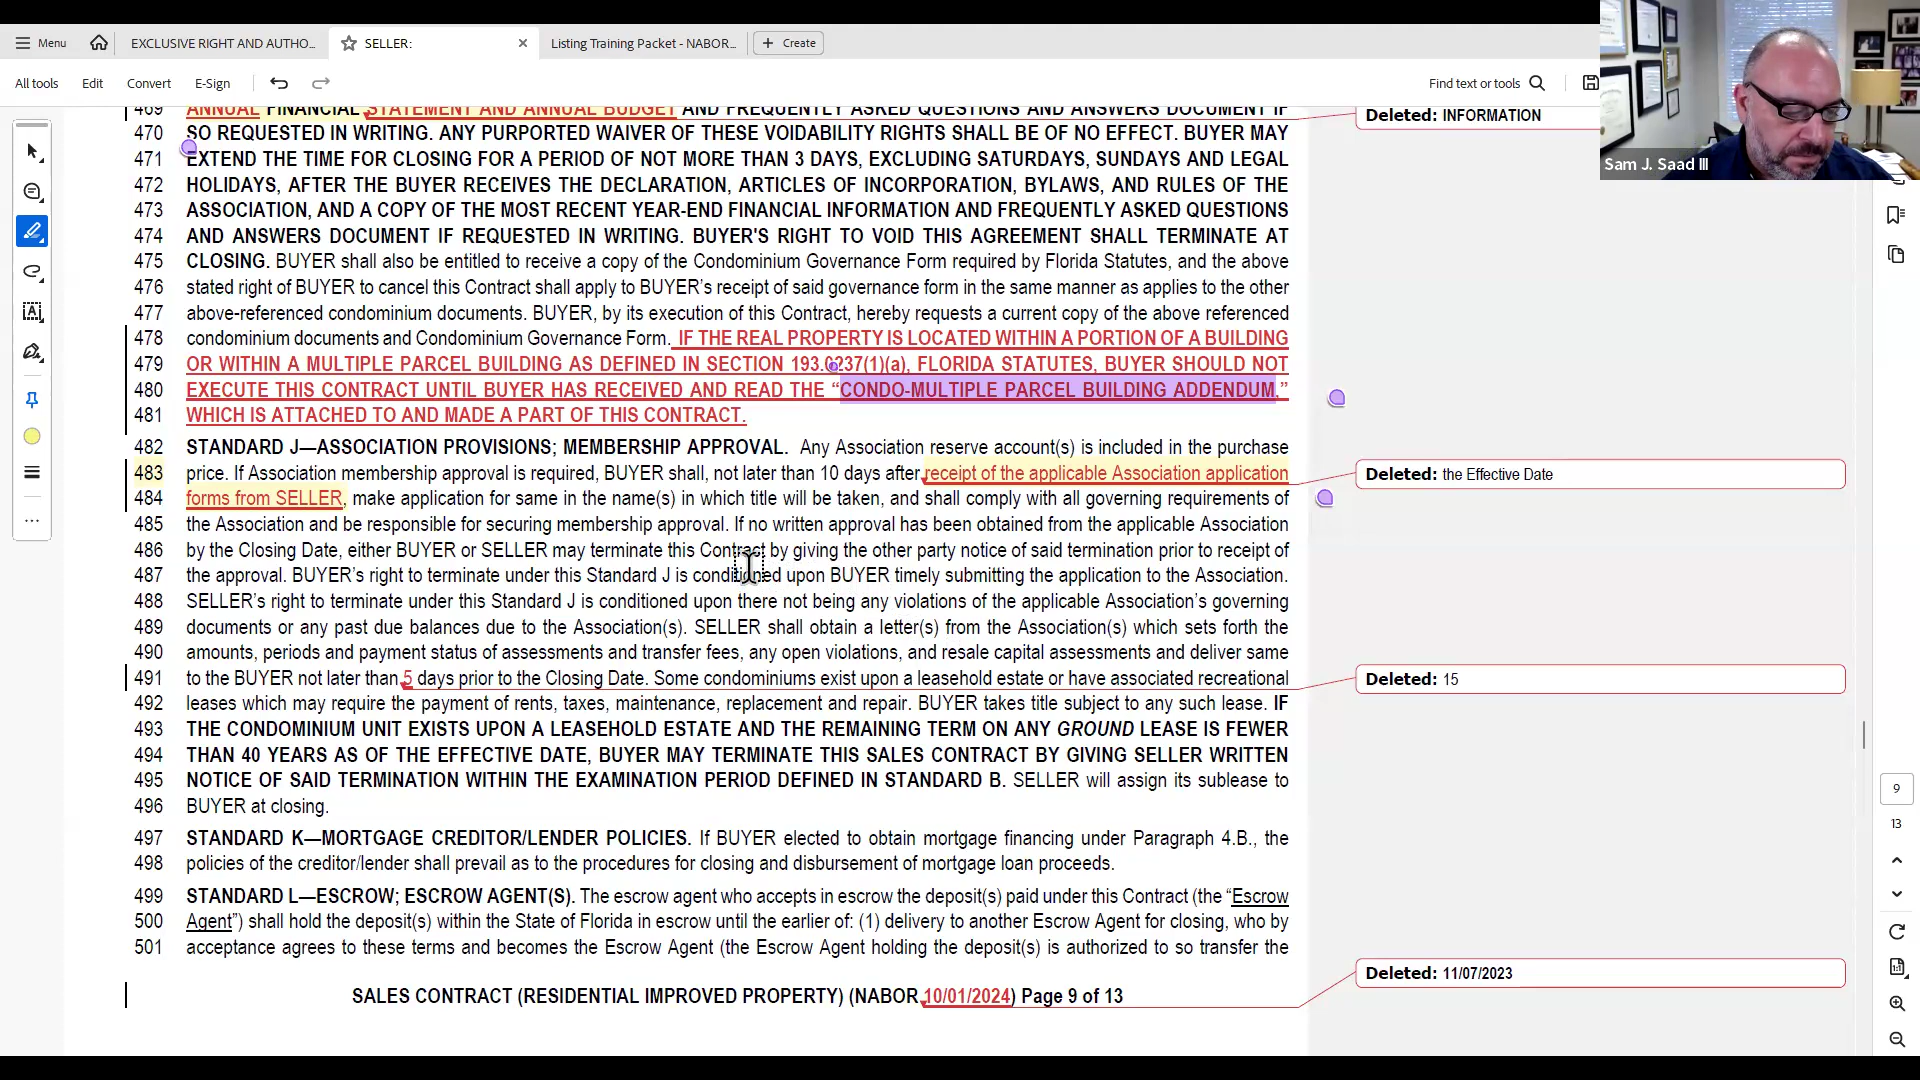 Menu
EXCLUSIVE RIGHT AND AUTHO...
SELLER:
Listing Training Packet - NABOR...
Create
All tools
Edit
Convert
E-Sign
Find text or tools
Sam J. Saad III
469 ANNUAL FINANCIAL STATEMENT AND ANNUAL BUDGET AND FREQUENTLY ASKED QUESTIONS AND ANSWERS DOCUMENT IF
Deleted: INFORMATION
470 SO REQUESTED IN WRITING. ANY PURPORTED WAIVER OF THESE VOIDABILITY RIGHTS SHALL BE OF NO EFFECT. BUYER MAY
471 EXTEND THE TIME FOR CLOSING FOR A PERIOD OF NOT MORE THAN 3 DAYS, EXCLUDING SATURDAYS, SUNDAYS AND LEGAL
472 HOLIDAYS, AFTER THE BUYER RECEIVES THE DECLARATION, ARTICLES OF INCORPORATION, BYLAWS, AND RULES OF THE
473 ASSOCIATION, AND A COPY OF THE MOST RECENT YEAR-END FINANCIAL INFORMATION AND FREQUENTLY ASKED QUESTIONS
474 AND ANSWERS DOCUMENT IF REQUESTED IN WRITING. BUYER'S RIGHT TO VOID THIS AGREEMENT SHALL TERMINATE AT
475 CLOSING. BUYER shall also be entitled to receive a copy of the Condominium Governance Form required by Florida Statutes, and the above
476 stated right of BUYER to cancel this Contract shall apply to BUYER's receipt of said governance form in the same manner as applies to the other
477 above-referenced condominium documents. BUYER, by its execution of this Contract, hereby requests a current copy of the above referenced
478 condominium documents and Condominium Governance Form. IF THE REAL PROPERTY IS LOCATED WITHIN A PORTION OF A BUILDING
479 OR WITHIN A MULTIPLE PARCEL BUILDING AS DEFINED IN SECTION 193.0237(1)(a), FLORIDA STATUTES, BUYER SHOULD NOT
480 EXECUTE THIS CONTRACT UNTIL BUYER HAS RECEIVED AND READ THE “CONDO-MULTIPLE PARCEL BUILDING ADDENDUM,”
481 WHICH IS ATTACHED TO AND MADE A PART OF THIS CONTRACT.
482 STANDARD J—ASSOCIATION PROVISIONS; MEMBERSHIP APPROVAL. Any Association reserve account(s) is included in the purchase
483 price. If Association membership approval is required, BUYER shall, not later than 10 days after receipt of the applicable Association application
Deleted: the Effective Date
484 forms from SELLER, make application for same in the name(s) in which title will be taken, and shall comply with all governing requirements of
485 the Association and be responsible for securing membership approval. If no written approval has been obtained from the applicable Association
486 by the Closing Date, either BUYER or SELLER may terminate this Contract by giving the other party notice of said termination prior to receipt of
487 the approval. BUYER's right to terminate under this Standard J is conditioned upon BUYER timely submitting the application to the Association.
488 SELLER's right to terminate under this Standard J is conditioned upon there not being any violations of the applicable Association's governing
489 documents or any past due balances due to the Association(s). SELLER shall obtain a letter(s) from the Association(s) which sets forth the
490 amounts, periods and payment status of assessments and transfer fees, any open violations, and resale capital assessments and deliver same
491 to the BUYER not later than 5 days prior to the Closing Date. Some condominiums exist upon a leasehold estate or have associated recreational
Deleted: 15
492 leases which may require the payment of rents, taxes, maintenance, replacement and repair. BUYER takes title subject to any such lease. IF
493 THE CONDOMINIUM UNIT EXISTS UPON A LEASEHOLD ESTATE AND THE REMAINING TERM ON ANY GROUND LEASE IS FEWER
494 THAN 40 YEARS AS OF THE EFFECTIVE DATE, BUYER MAY TERMINATE THIS SALES CONTRACT BY GIVING SELLER WRITTEN
495 NOTICE OF SAID TERMINATION WITHIN THE EXAMINATION PERIOD DEFINED IN STANDARD B. SELLER will assign its sublease to
496 BUYER at closing.
497 STANDARD K—MORTGAGE CREDITOR/LENDER POLICIES. If BUYER elected to obtain mortgage financing under Paragraph 4.B., the
498 policies of the creditor/lender shall prevail as to the procedures for closing and disbursement of mortgage loan proceeds.
499 STANDARD L—ESCROW; ESCROW AGENT(S). The escrow agent who accepts in escrow the deposit(s) paid under this Contract (the “Escrow
500 Agent”) shall hold the deposit(s) within the State of Florida in escrow until the earlier of: (1) delivery to another Escrow Agent for closing, who by
501 acceptance agrees to these terms and becomes the Escrow Agent (the Escrow Agent holding the deposit(s) is authorized to so transfer the
Deleted: 11/07/2023
SALES CONTRACT (RESIDENTIAL IMPROVED PROPERTY) (NABOR 10/01/2024) Page 9 of 13
9
13